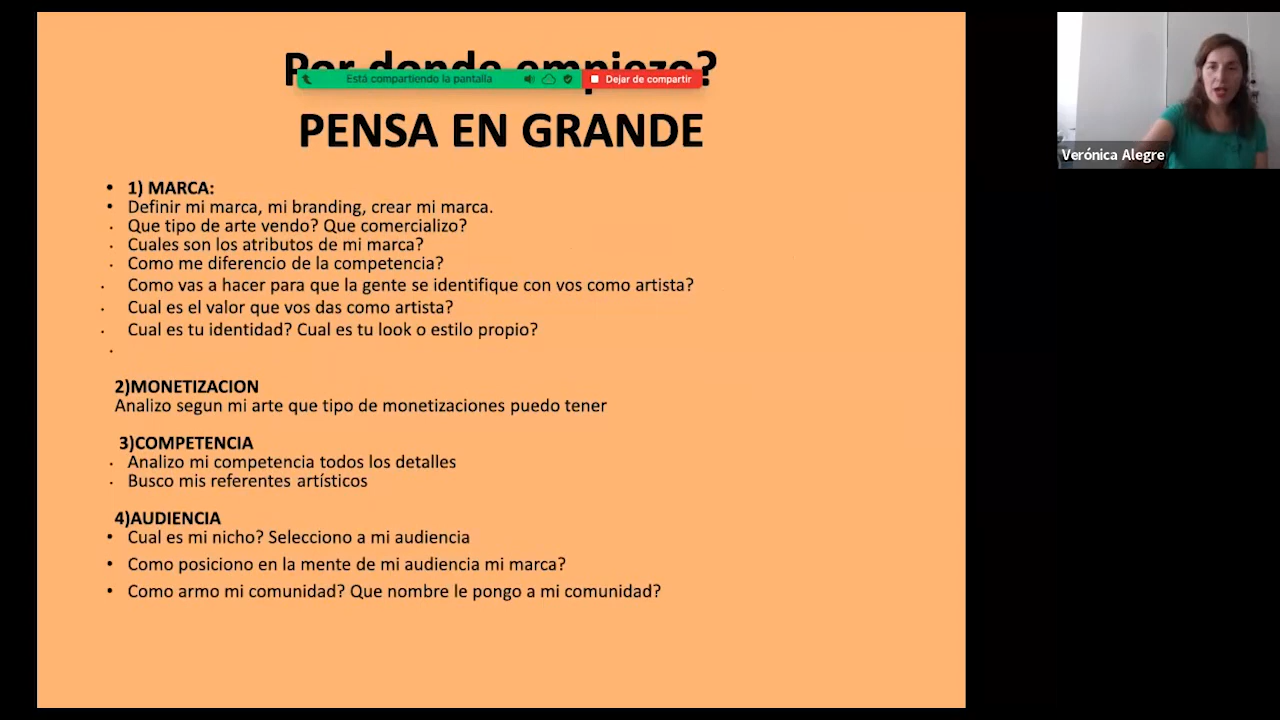 Por donde empiezo?
Está compartiendo la pantalla
Dejar de compartir
PENSA EN GRANDE
Verónica Alegre
• 1) MARCA:
• Definir mi marca, mi branding, crear mi marca.
• Que tipo de arte vendo? Que comercializo?
• Cuales son los atributos de mi marca?
• Como me diferencio de la competencia?
• Como vas a hacer para que la gente se identifique con vos como artista?
• Cual es el valor que vos das como artista?
• Cual es tu identidad? Cual es tu look o estilo propio?
2)MONETIZACION
Analizo segun mi arte que tipo de monetizaciones puedo tener
3)COMPETENCIA
• Analizo mi competencia todos los detalles
• Busco mis referentes artísticos
4)AUDIENCIA
• Cual es mi nicho? Selecciono a mi audiencia
• Como posiciono en la mente de mi audiencia mi marca?
• Como armo mi comunidad? Que nombre le pongo a mi comunidad?